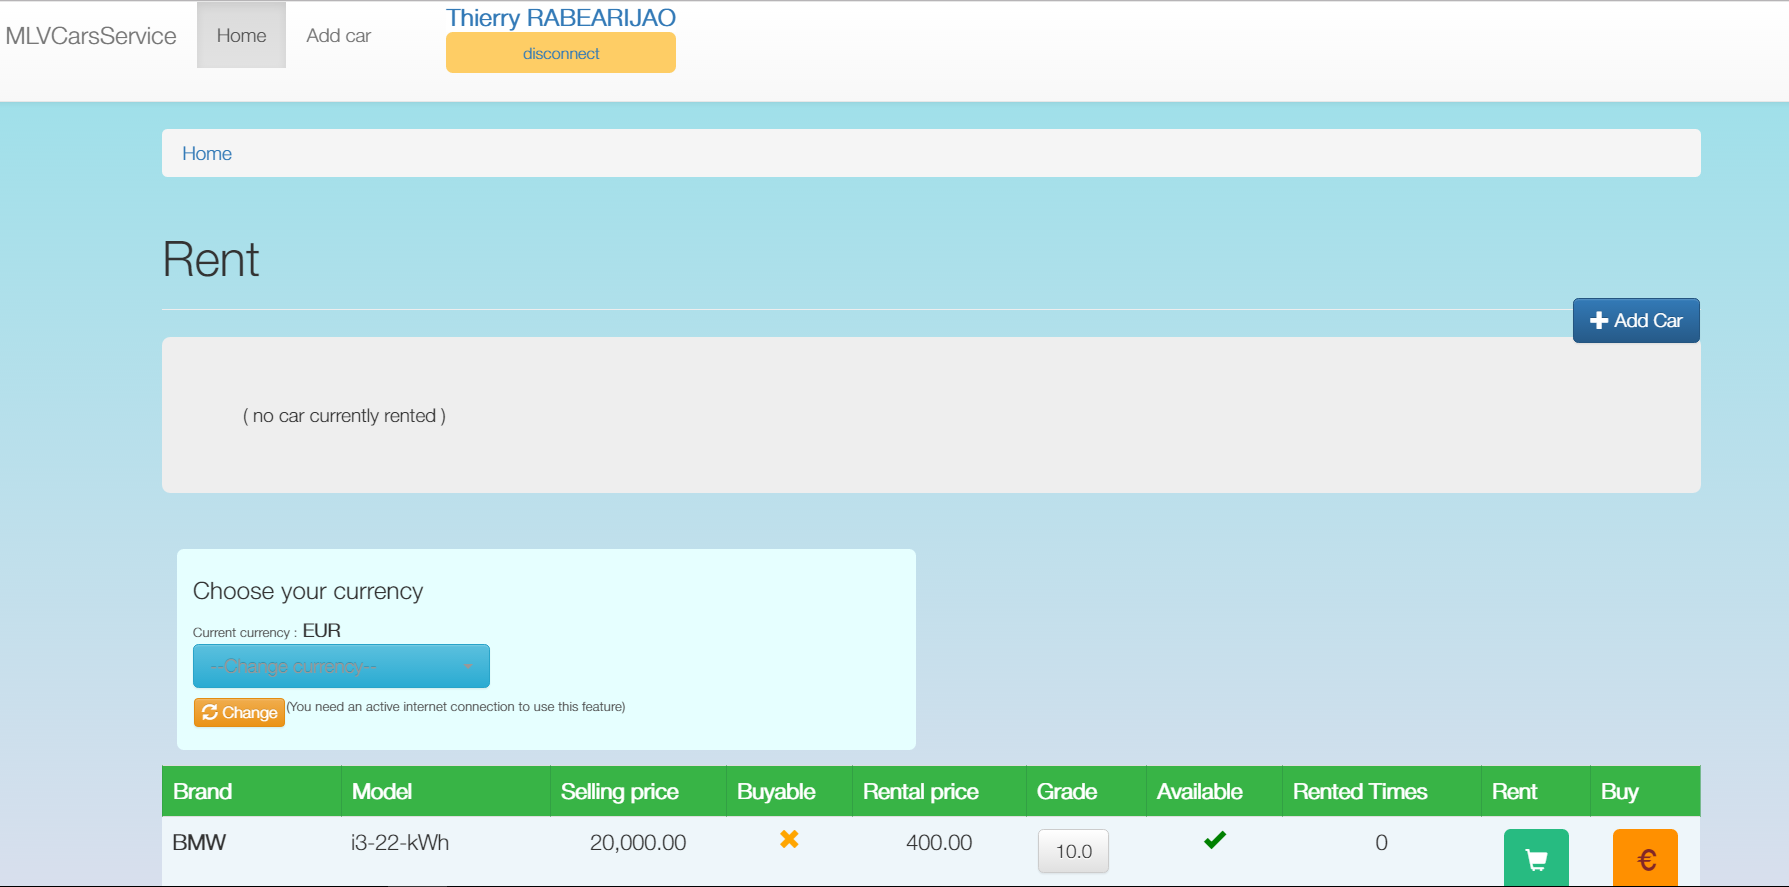 MLVCarsService Home Add car
Thierry RABEARIJAO
disconnect
Home
Rent
Add Car
( no car currently rented )
Choose your currency
Current currency : EUR
--Change currency--
Change (You need an active internet connection to use this feature)
Brand Model Selling price Buyable Rental price Grade Available Rented Times Rent Buy
BMW i3-22-kWh 20,000.00 400.00 10.0 0 €